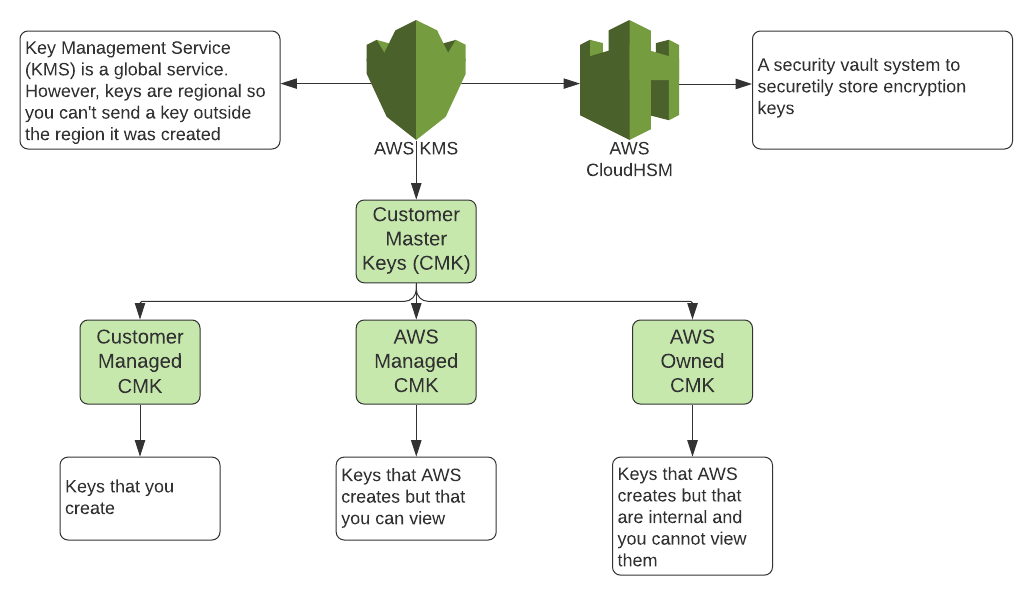 Key Management Service
(KMS) is a global service.
However, keys are regional so
you can't send a key outside
the region it was created
AWS KMS
AWS
CloudHSM
A security vault system to
securetily store encryption
keys
Customer
Master
Keys (CMK)
Customer
Managed
CMK
AWS
Managed
CMK
AWS
Owned
CMK
Keys that you
create
Keys that AWS
creates but that
you can view
Keys that AWS
creates but that
are internal and
you cannot view
them